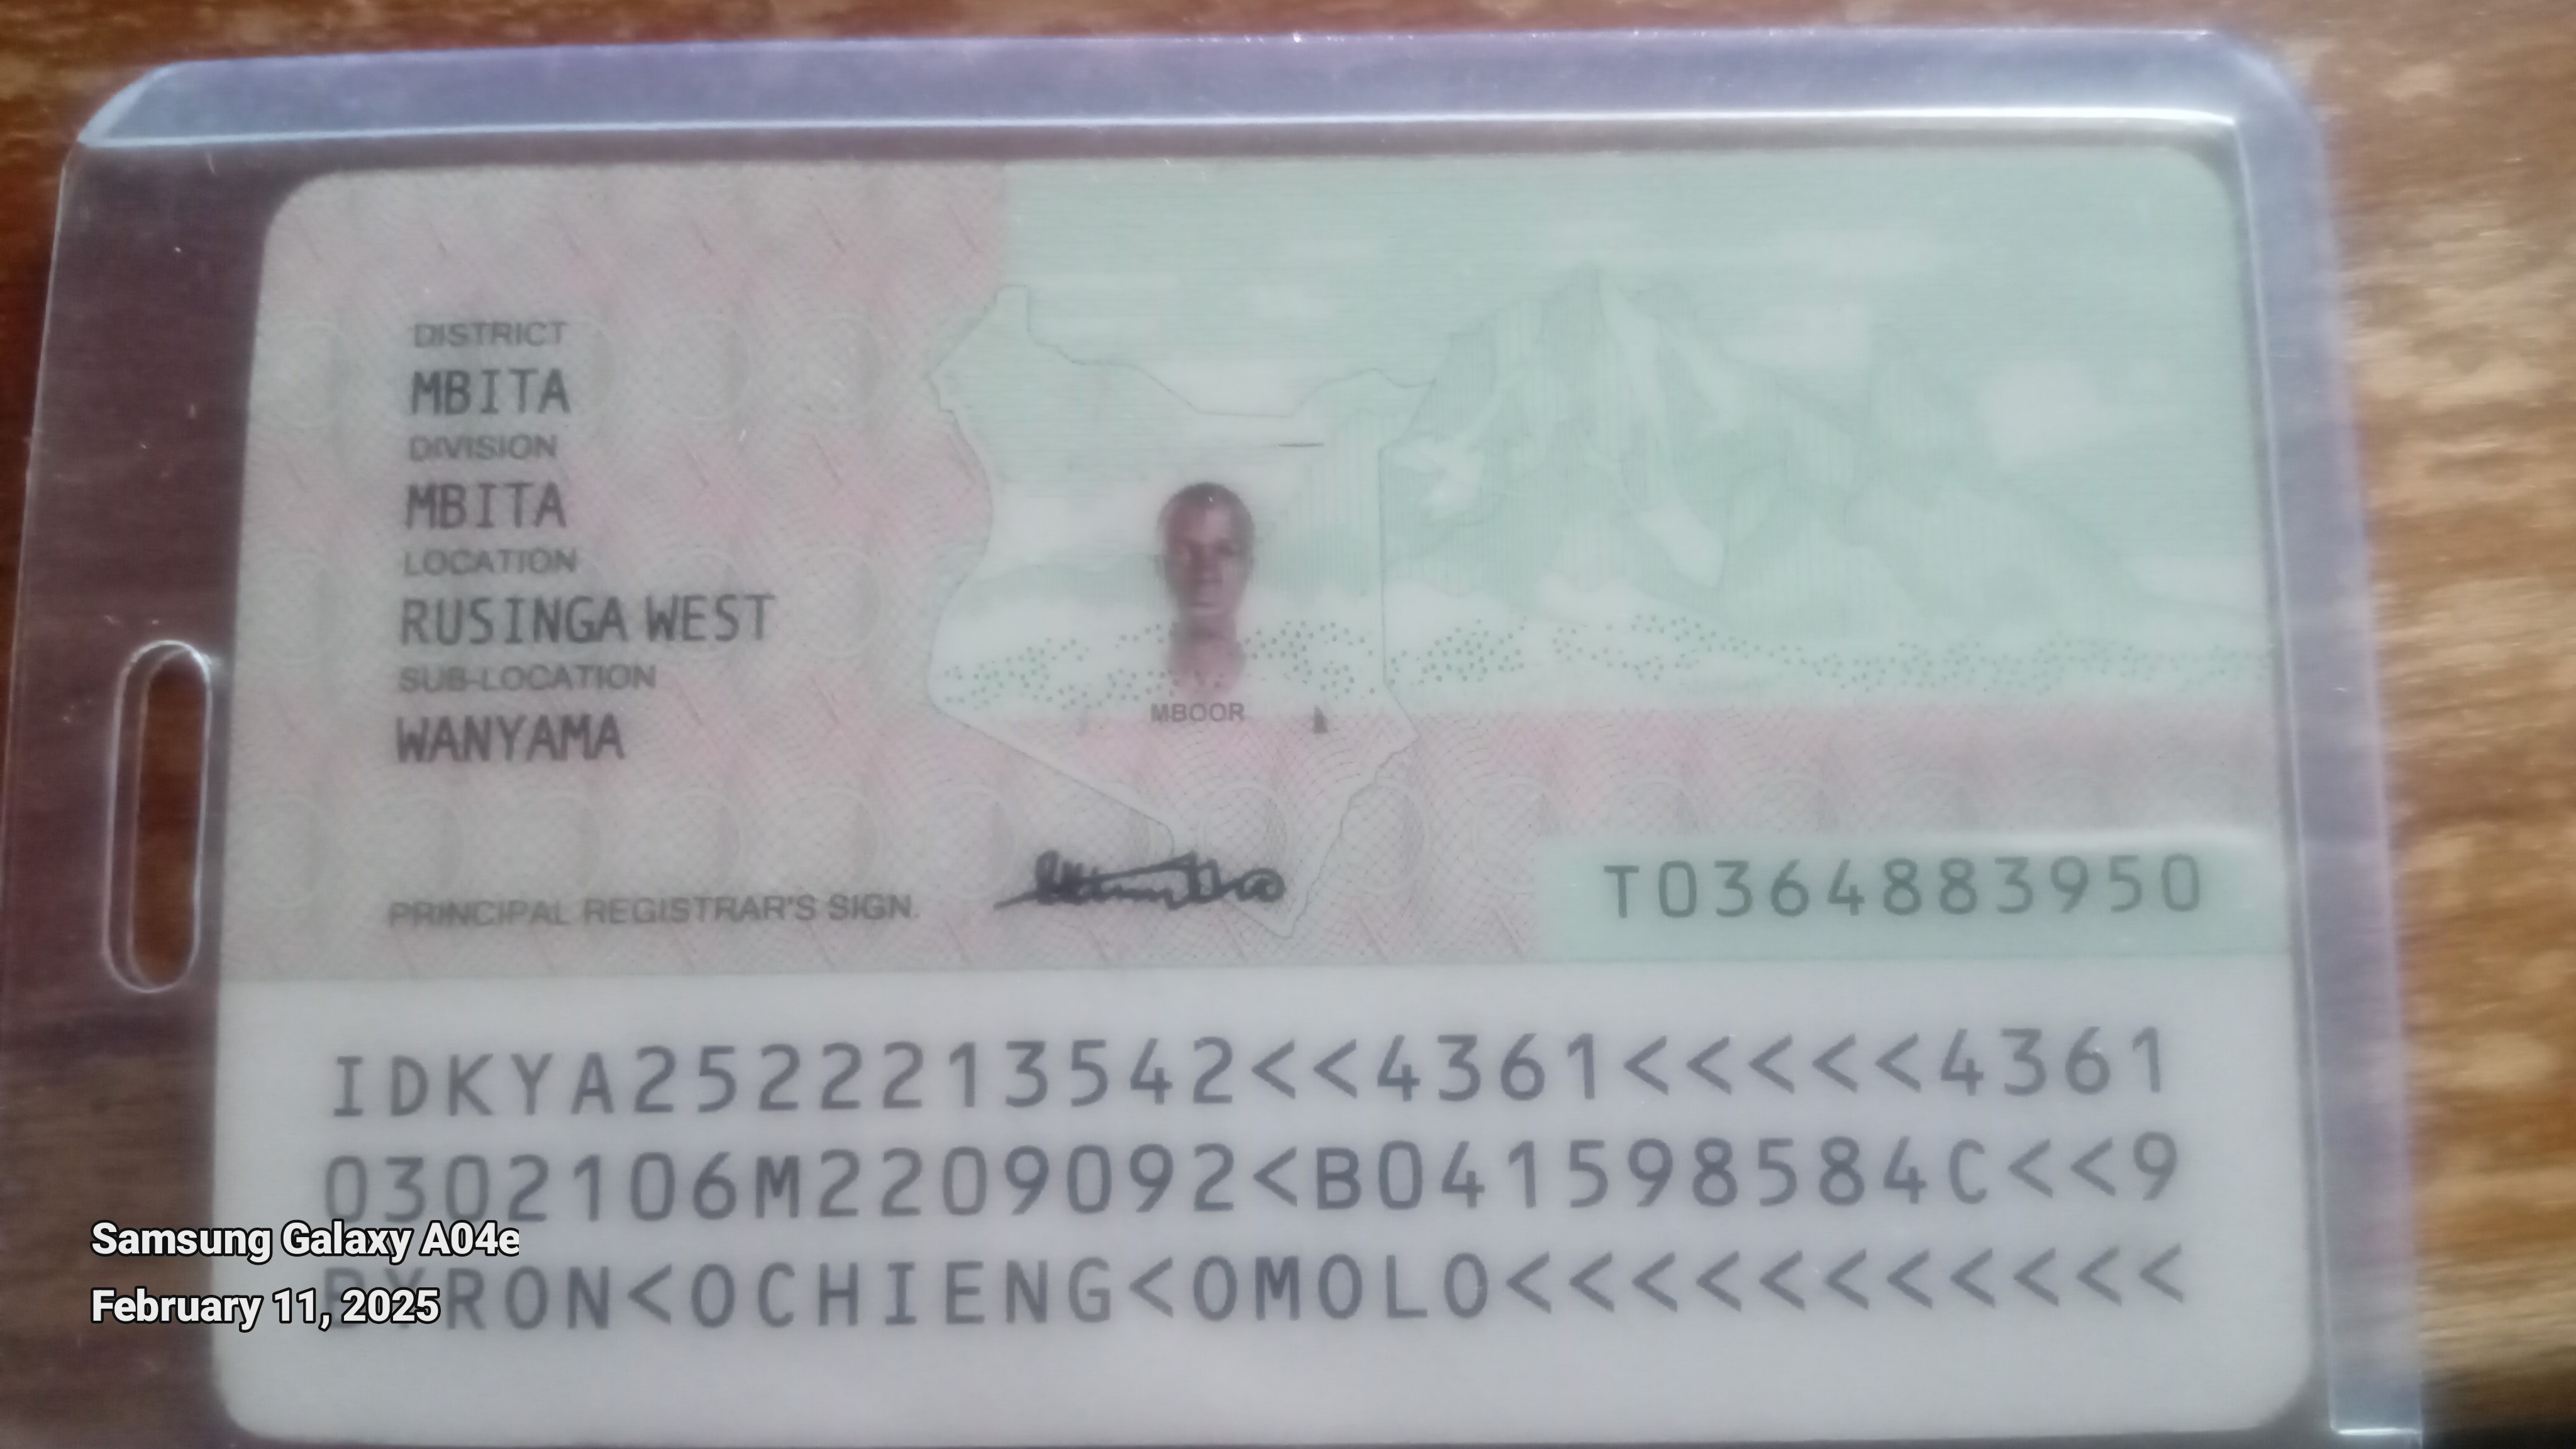 DISTRICT
MBITA
DIVISION
MBITA
LOCATION
RUSINGA WEST
SUB-LOCATION
WANYAMA
MBOOR
PRINCIPAL REGISTRAR'S SIGN.
T0364883950
IDKYA2522213542<<4361<<<<<4361
0302106M2209092<B041598584C<<9
BYRON<OCHIENG<OMOLO<<<<<<<<<<<
Samsung Galaxy A04e
February 11, 2025